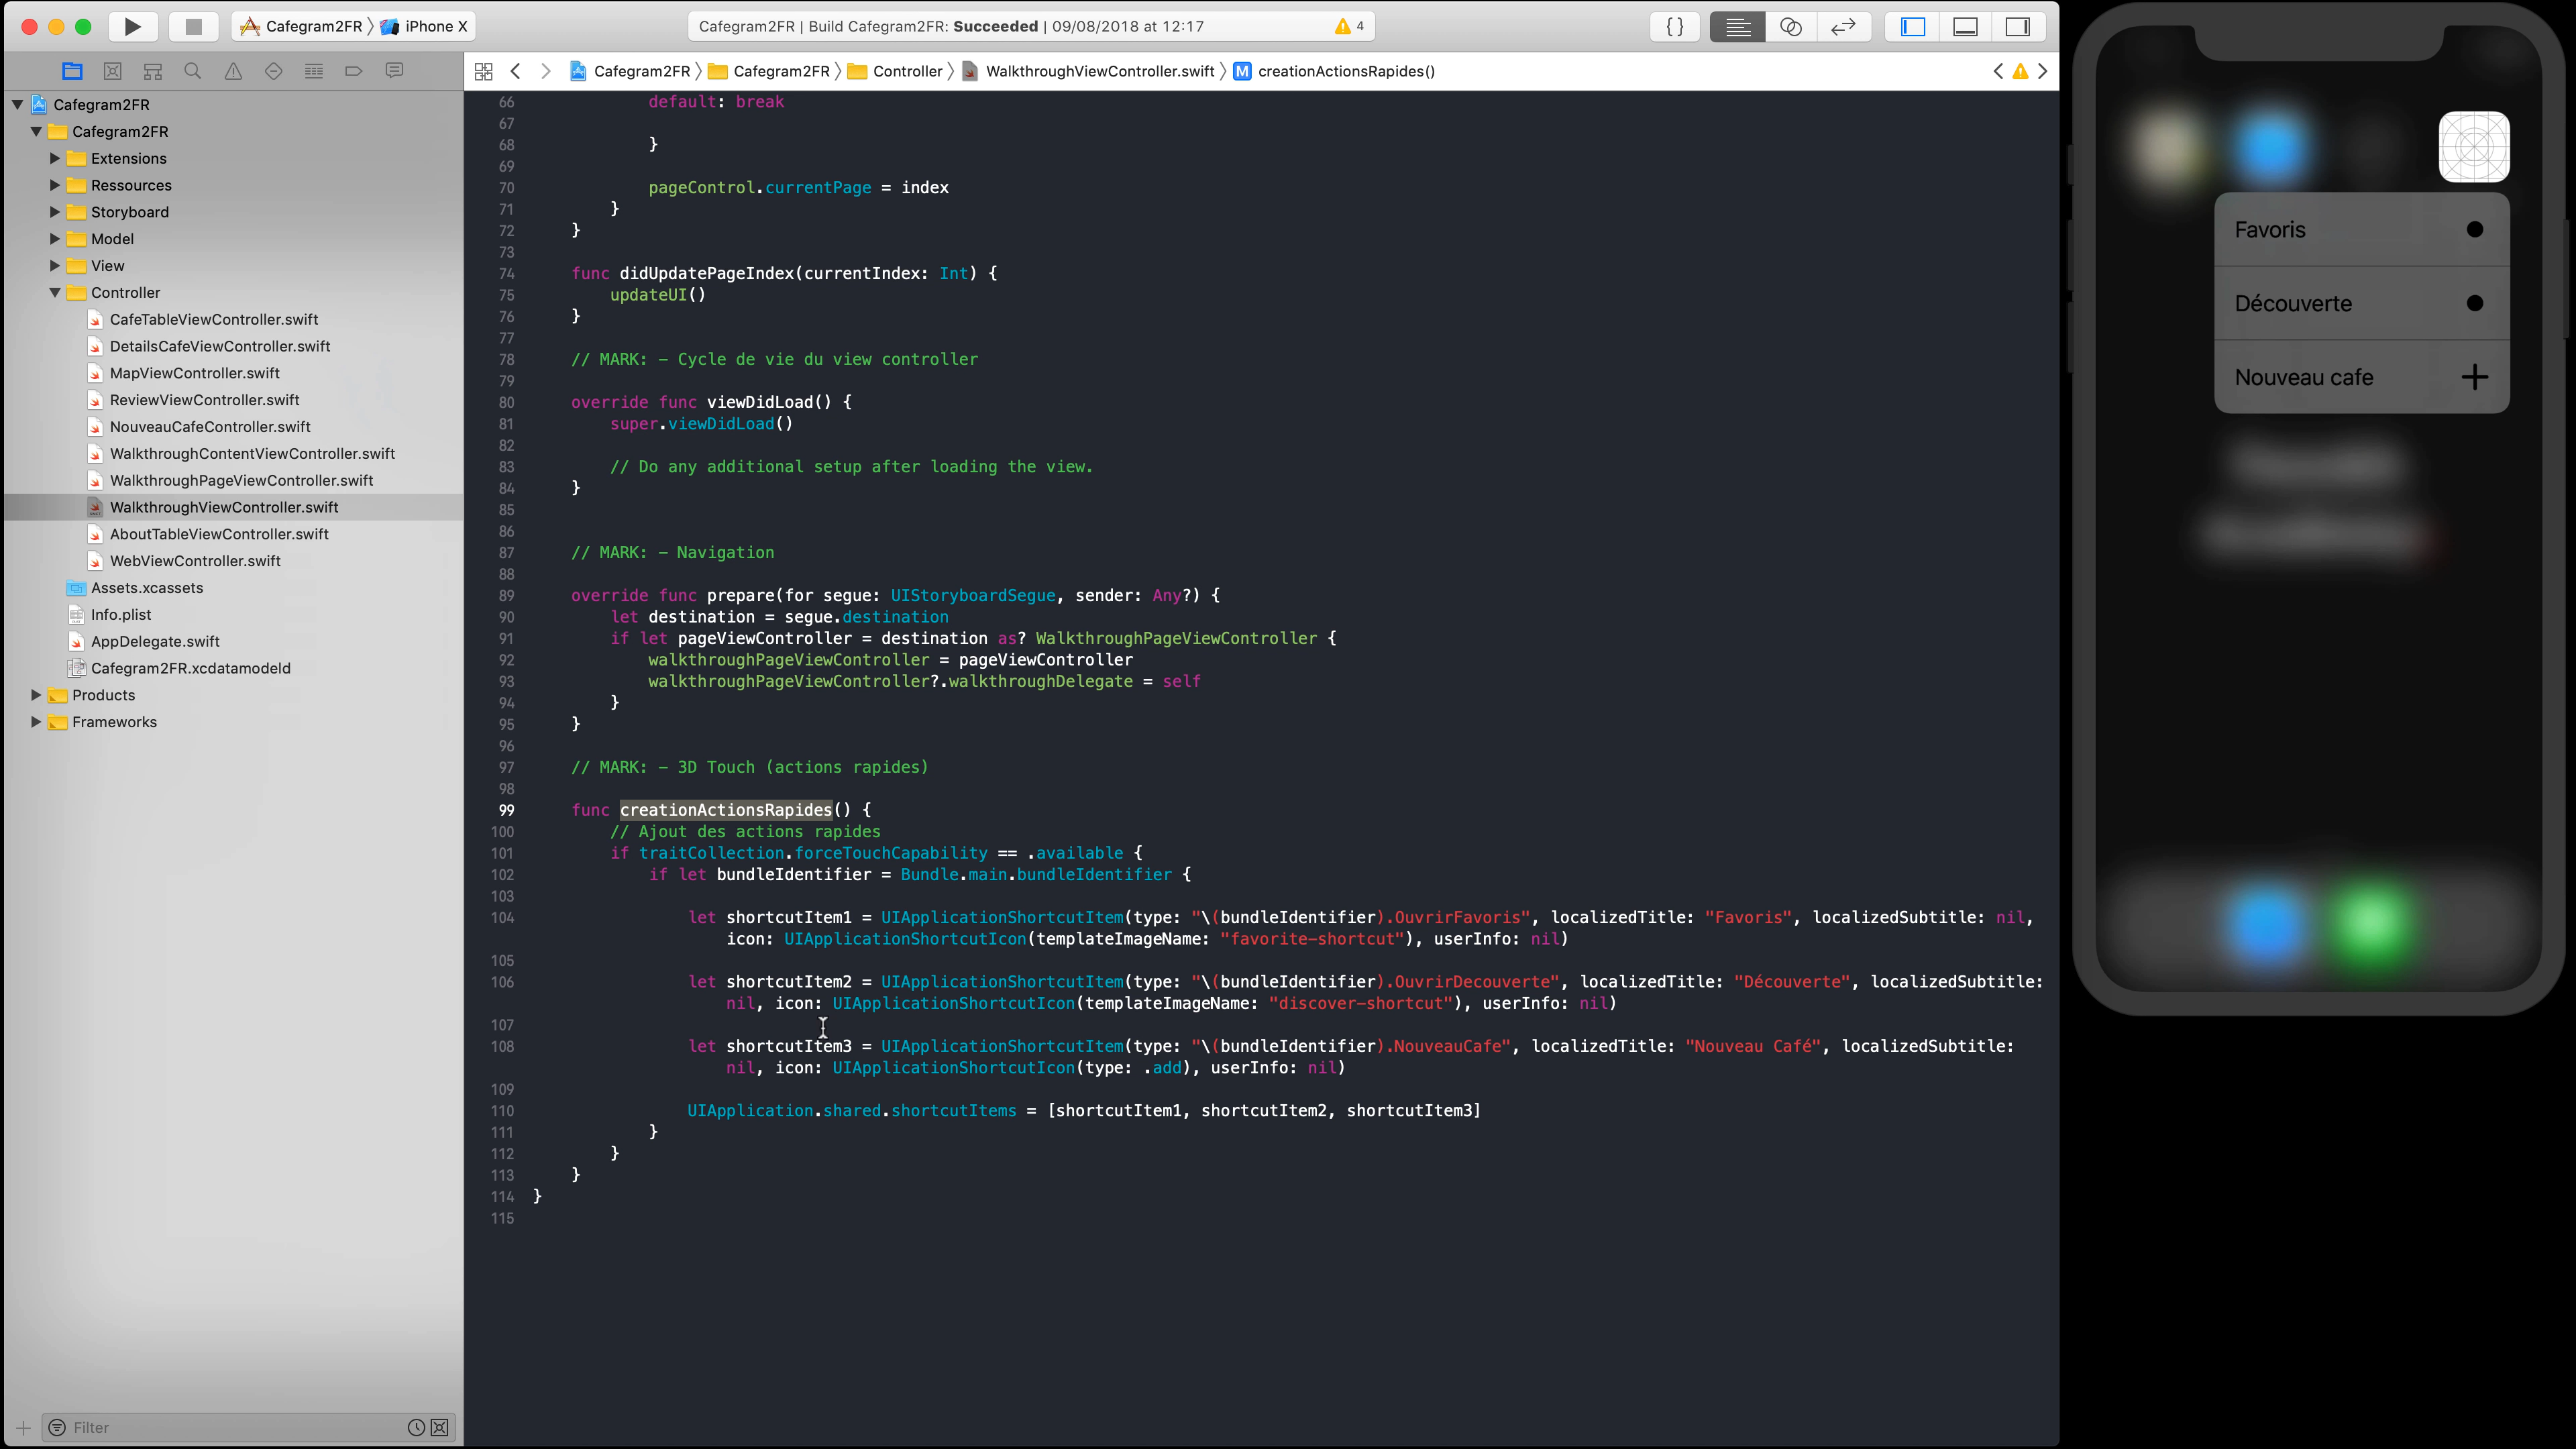 Cafegram2FR
iPhone X
Cafegram2FR | Build Cafegram2FR: Succeeded | 09/08/2018 at 12:17
4
{ }
Cafegram2FR
Cafegram2FR
Controller
WalkthroughViewController.swift
M
creationActionsRapides()
Cafegram2FR
Cafegram2FR
Extensions
Ressources
Storyboard
Model
View
Controller
CafeTableViewController.swift
DetailsCafeViewController.swift
MapViewController.swift
ReviewViewController.swift
NouveauCafeController.swift
WalkthroughContentViewController.swift
WalkthroughPageViewController.swift
WalkthroughViewController.swift
AboutTableViewController.swift
WebViewController.swift
Assets.xcassets
Info.plist
AppDelegate.swift
Cafegram2FR.xcdatamodeld
Products
Frameworks
Filter
66 default: break
67
68 }
69
70 pageControl.currentPage = index
71 }
72 }
73
74 func didUpdatePageIndex(currentIndex: Int) {
75 updateUI()
76 }
77
78 // MARK: - Cycle de vie du view controller
79
80 override func viewDidLoad() {
81 super.viewDidLoad()
82
83 // Do any additional setup after loading the view.
84 }
85
86
87 // MARK: - Navigation
88
89 override func prepare(for segue: UIStoryboardSegue, sender: Any?) {
90 let destination = segue.destination
91 if let pageViewController = destination as? WalkthroughPageViewController {
92 walkthroughPageViewController = pageViewController
93 walkthroughPageViewController?.walkthroughDelegate = self
94 }
95 }
96
97 // MARK: - 3D Touch (actions rapides)
98
99 func creationActionsRapides() {
100 // Ajout des actions rapides
101 if traitCollection.forceTouchCapability == .available {
102 if let bundleIdentifier = Bundle.main.bundleIdentifier {
103
104 let shortcutItem1 = UIApplicationShortcutItem(type: "\(bundleIdentifier).OuvrirFavoris", localizedTitle: "Favoris", localizedSubtitle: nil,
icon: UIApplicationShortcutIcon(templateImageName: "favorite-shortcut"), userInfo: nil)
105
106 let shortcutItem2 = UIApplicationShortcutItem(type: "\(bundleIdentifier).OuvrirDecouverte", localizedTitle: "Découverte", localizedSubtitle:
nil, icon: UIApplicationShortcutIcon(templateImageName: "discover-shortcut"), userInfo: nil)
107
108 let shortcutItem3 = UIApplicationShortcutItem(type: "\(bundleIdentifier).NouveauCafe", localizedTitle: "Nouveau Café", localizedSubtitle:
nil, icon: UIApplicationShortcutIcon(type: .add), userInfo: nil)
109
110 UIApplication.shared.shortcutItems = [shortcutItem1, shortcutItem2, shortcutItem3]
111 }
112 }
113 }
114 }
115
Favoris
Découverte
Nouveau cafe